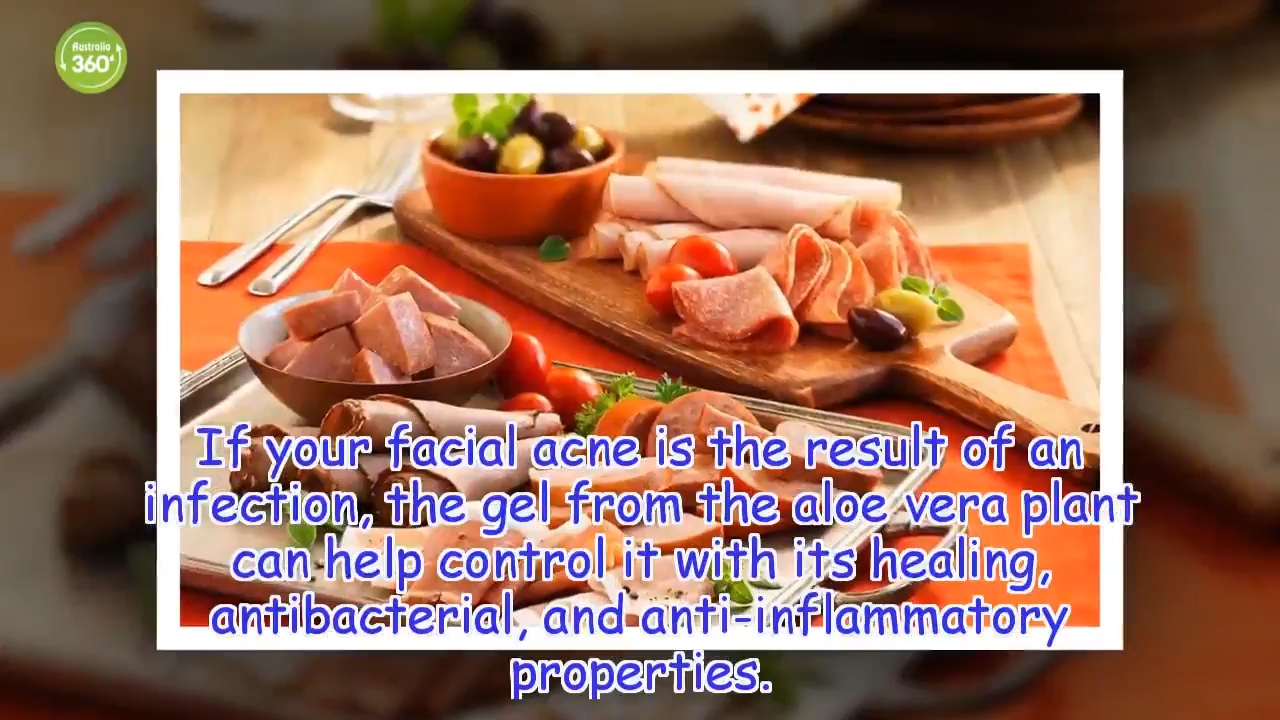 Australia
360°
If your facial acne is the result of an
infection, the gel from the aloe vera plant
can help control it with its healing,
antibacterial, and anti-inflammatory
properties.